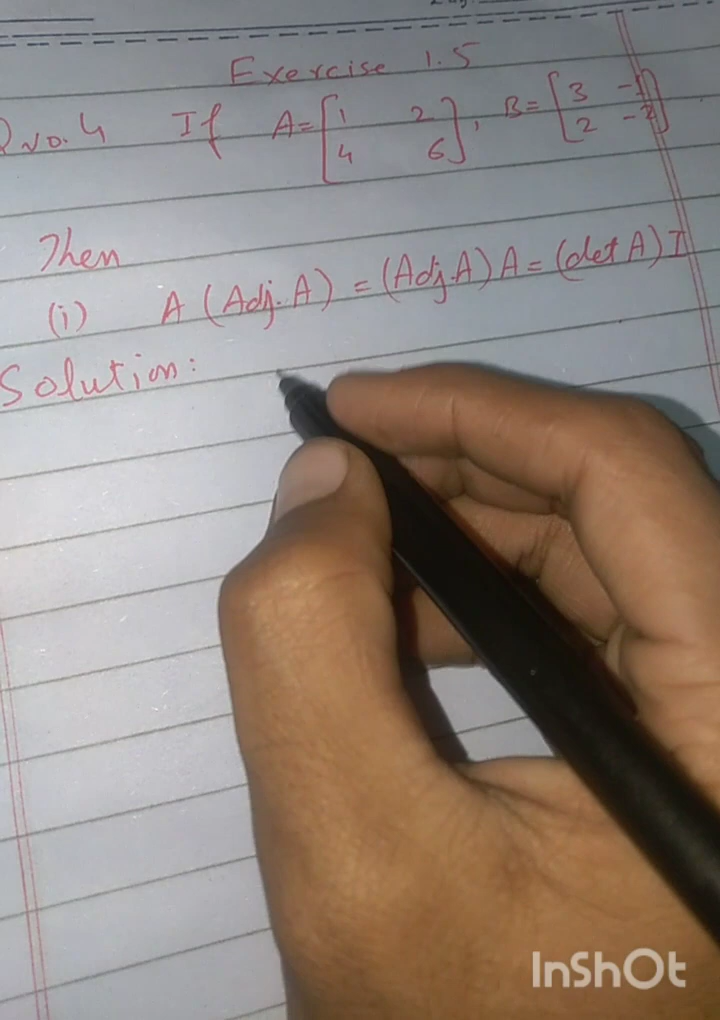 Exercise 1.5
Q No. 4 If A = [1 2
4 6], B = [3 -1
2 -2]
Then
(i) A (Adj. A) = (Adj. A) A = (det A) I
Solution:
InShOt